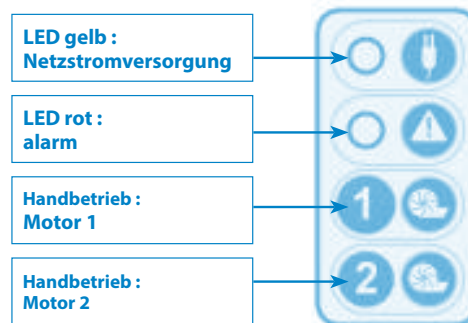 LED gelb :
Netzstromversorgung
LED rot :
alarm
Handbetrieb :
Motor 1
1
Handbetrieb :
Motor 2
2